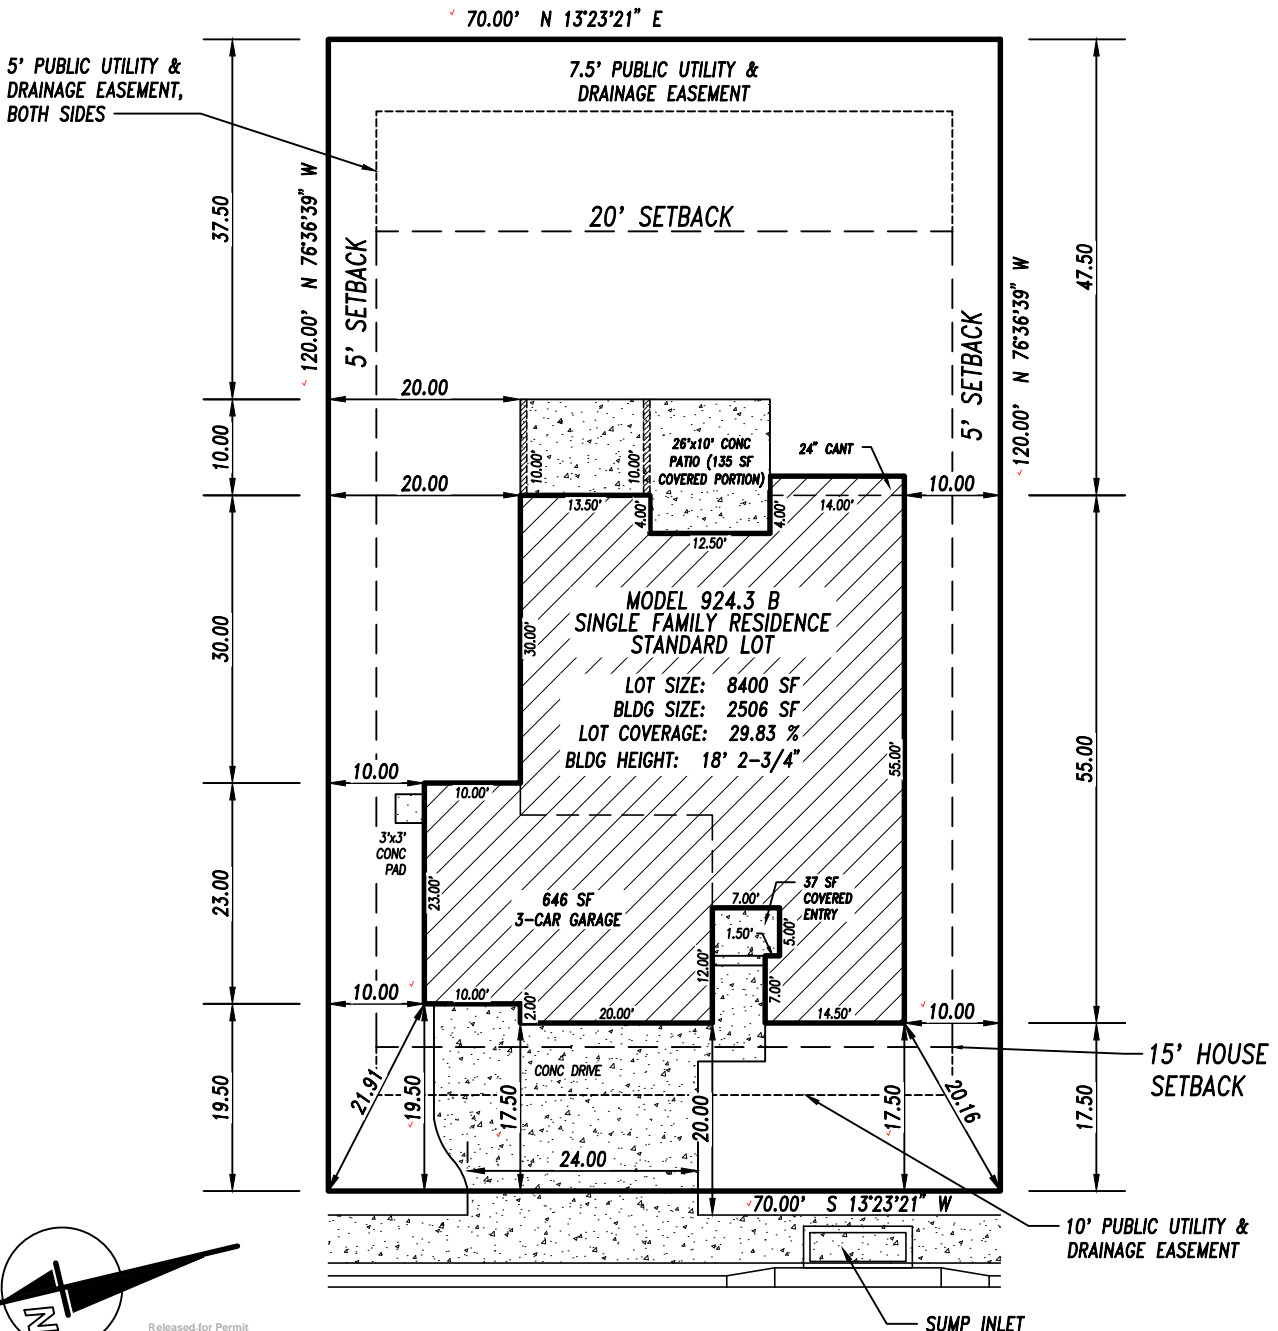 70.00' N 13°23'21" E
5' PUBLIC UTILITY &
DRAINAGE EASEMENT,
BOTH SIDES
7.5' PUBLIC UTILITY &
DRAINAGE EASEMENT
120.00' N 76°36'39" W
37.50
5' SETBACK
20' SETBACK
47.50
5' SETBACK
120.00' N 76°36'39" W
20.00
10.00
10.00'
10.00'
26'x10' CONC
PATIO (135 SF
COVERED PORTION)
24" CANT
20.00
13.50'
4.00'
12.50'
4.00'
14.00'
10.00
30.00
30.00'
MODEL 924.3 B
SINGLE FAMILY RESIDENCE
STANDARD LOT
LOT SIZE: 8400 SF
BLDG SIZE: 2506 SF
LOT COVERAGE: 29.83 %
BLDG HEIGHT: 18' 2-3/4"
55.00'
55.00
10.00
10.00'
3'x3'
CONC
PAD
23.00
23.00'
646 SF
3-CAR GARAGE
37 SF
COVERED
ENTRY
7.00'
1.50'
5.00'
12.00'
7.00'
10.00
10.00'
2.00'
20.00'
14.50'
10.00
15' HOUSE
SETBACK
CONC DRIVE
19.50
21.91
19.50
17.50
20.00
17.50
20.16
17.50
24.00
70.00' S 13°23'21" W
10' PUBLIC UTILITY &
DRAINAGE EASEMENT
N
Released for Permit
SUMP INLET